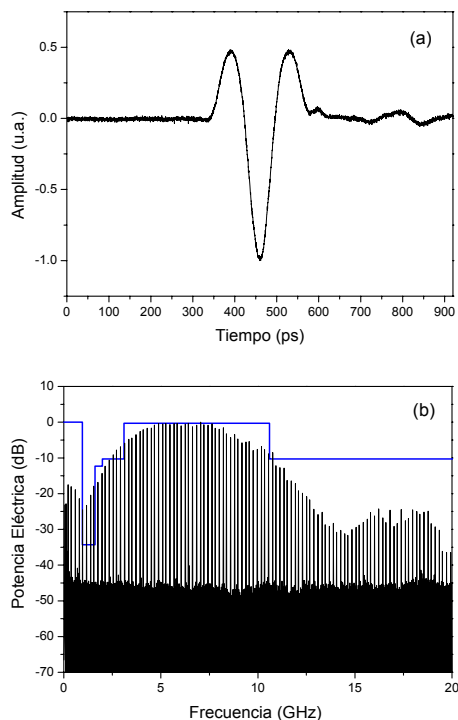 (a)
0.5
0.0
-0.5
-1.0
Amplitud (u.a.)
0 100 200 300 400 500 600 700 800 900
Tiempo (ps)
(b)
10
0
-10
-20
-30
-40
-50
-60
-70
Potencia Eléctrica (dB)
0 5 10 15 20
Frecuencia (GHz)